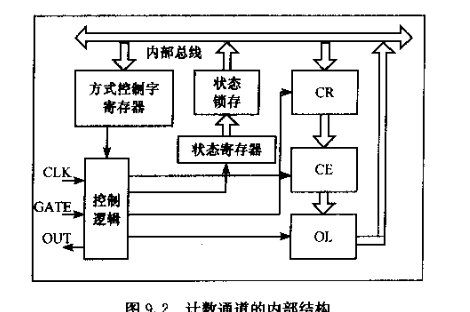 内部总线
方式控制字
寄存器
状态
锁存
CR
状态寄存器
CLK
控制
逻辑
CE
GATE
OUT
OL
图 9.2 计数通道的内部结构